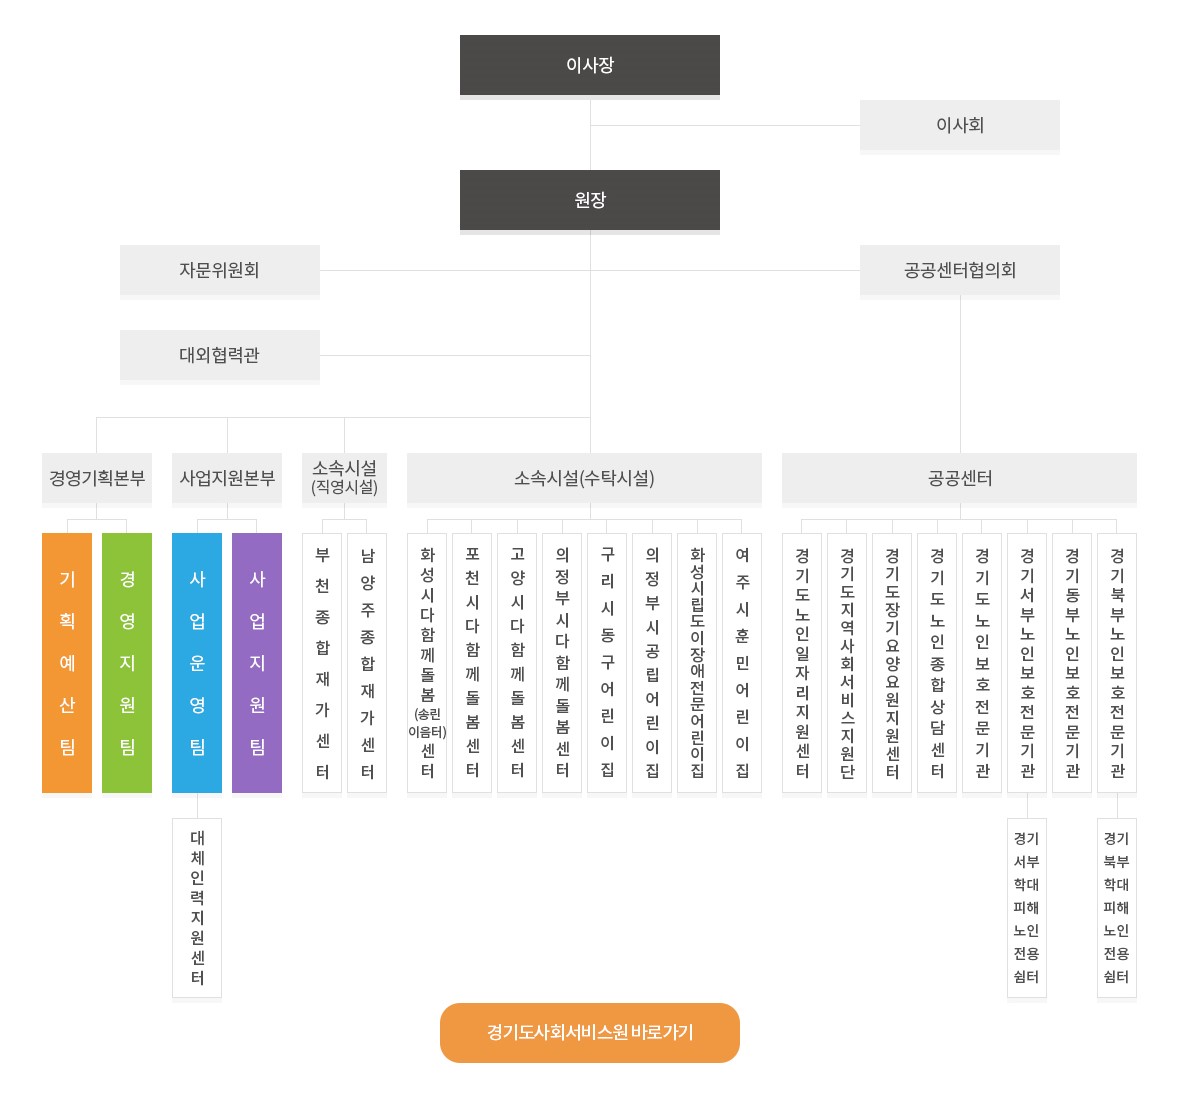 이사장
이사회
원장
자문위원회
공공센터협의회
대외협력관
경영기획본부
사업지원본부
소속시설
(직영시설)
소속시설(수탁시설)
공공센터
기획예산팀
경영지원팀
사업운영팀
사업지원팀
부천종합재가센터
남양주종합재가센터
화성시다함께돌봄
(송린
이음터)
센터
포천시다함께돌봄센터
고양시다함께돌봄센터
의정부시다함께돌봄센터
구리시동구어린이집
의정부시공립어린이집
화성시립도이장애전문어린이집
여주시훈민어린이집
경기도노인일자리지원센터
경기도지역사회서비스지원단
경기도장기요양요원지원센터
경기도노인종합상담센터
경기도노인보호전문기관
경기서부노인보호전문기관
경기동부노인보호전문기관
경기북부노인보호전문기관
대체인력지원센터
경기
서부
학대
피해
노인
전용
쉼터
경기
북부
학대
피해
노인
전용
쉼터
경기도사회서비스원 바로가기